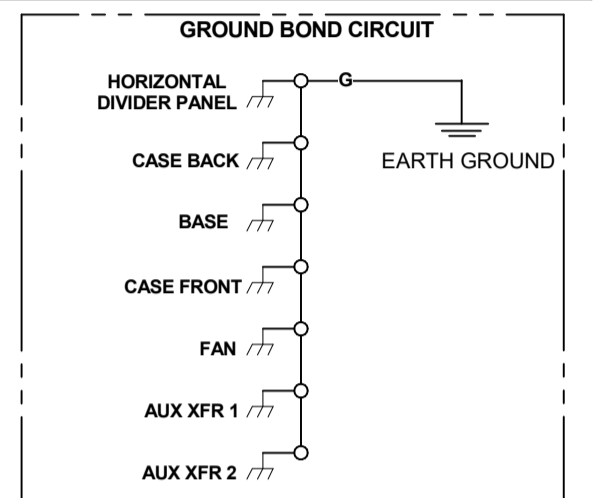 GROUND BOND CIRCUIT
HORIZONTAL
DIVIDER PANEL
G
CASE BACK
EARTH GROUND
BASE
CASE FRONT
FAN
AUX XFR 1
AUX XFR 2